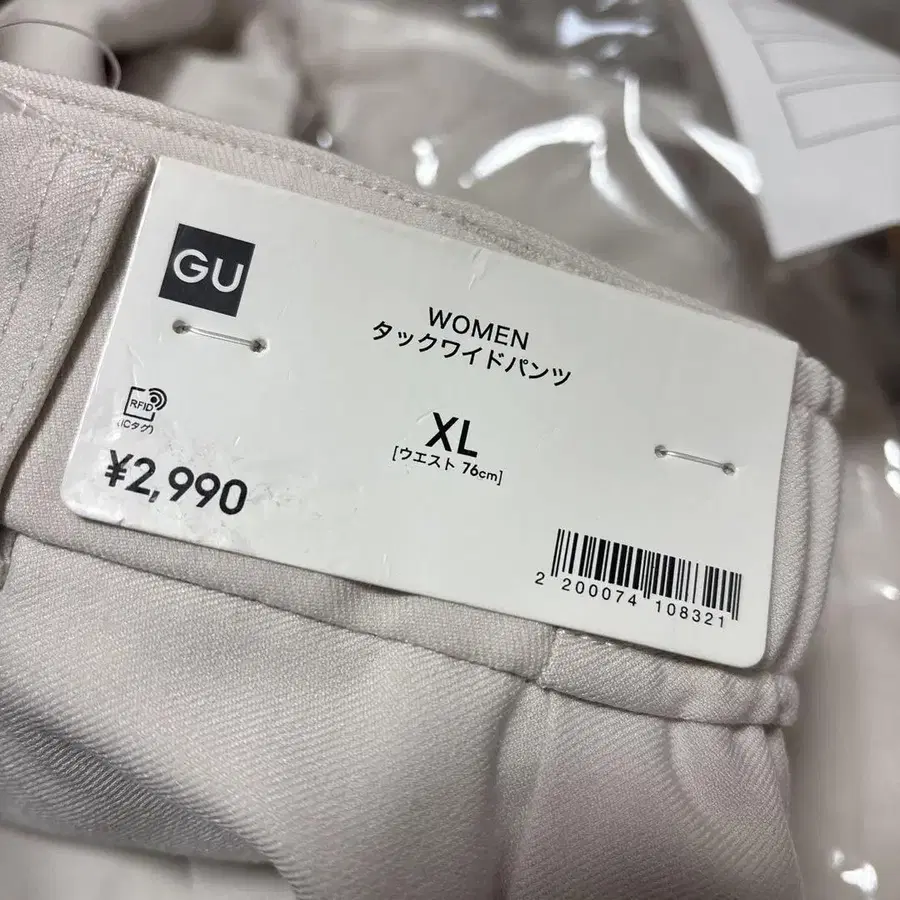 GU
WOMEN
タックワイドパンツ
RFID
(ICタグ)
XL
[ウエスト 76cm]
¥2,990
2 200074 108321